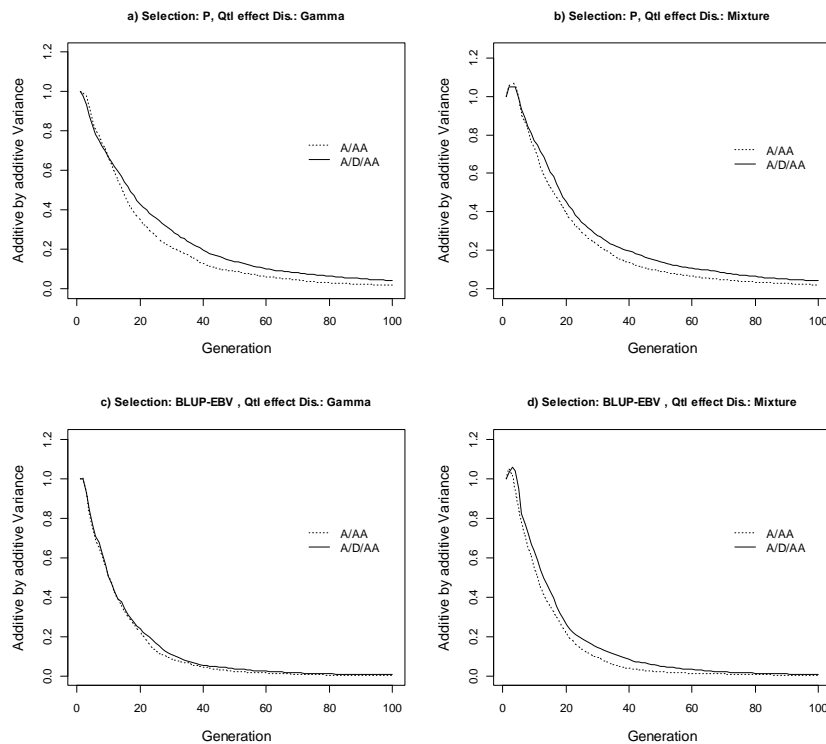 a) Selection: P, Qtl effect Dis.: Gamma
Additive by additive Variance
1.2
1.0
0.8
0.6
0.4
0.2
0.0
A/AA
A/D/AA
0 20 40 60 80 100
Generation
b) Selection: P, Qtl effect Dis.: Mixture
Additive by additive Variance
1.2
1.0
0.8
0.6
0.4
0.2
0.0
A/AA
A/D/AA
0 20 40 60 80 100
Generation
c) Selection: BLUP-EBV , Qtl effect Dis.: Gamma
Additive by additive Variance
1.2
1.0
0.8
0.6
0.4
0.2
0.0
A/AA
A/D/AA
0 20 40 60 80 100
Generation
d) Selection: BLUP-EBV , Qtl effect Dis.: Mixture
Additive by additive Variance
1.2
1.0
0.8
0.6
0.4
0.2
0.0
A/AA
A/D/AA
0 20 40 60 80 100
Generation